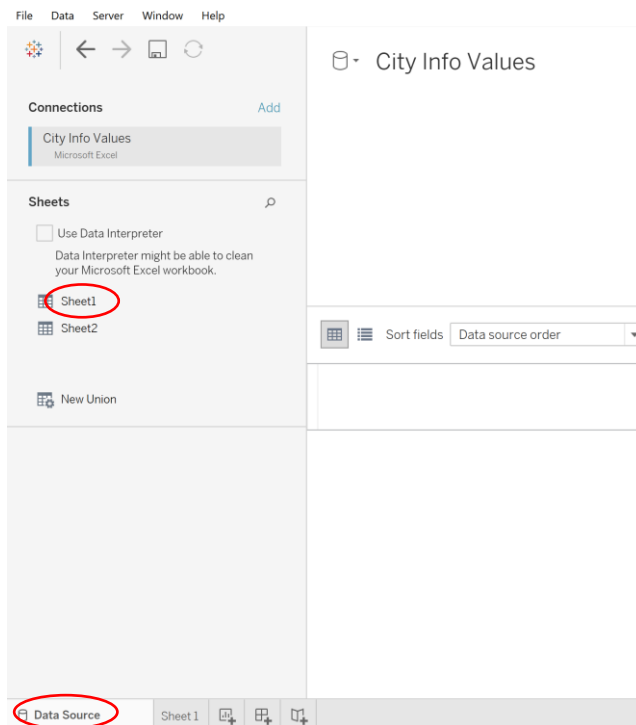 File Data Server Window Help
City Info Values
Connections Add
City Info Values
Microsoft Excel
Sheets
Use Data Interpreter
Data Interpreter might be able to clean
your Microsoft Excel workbook.
Sheet1
Sheet2
Sort fields Data source order
New Union
Data Source Sheet 1